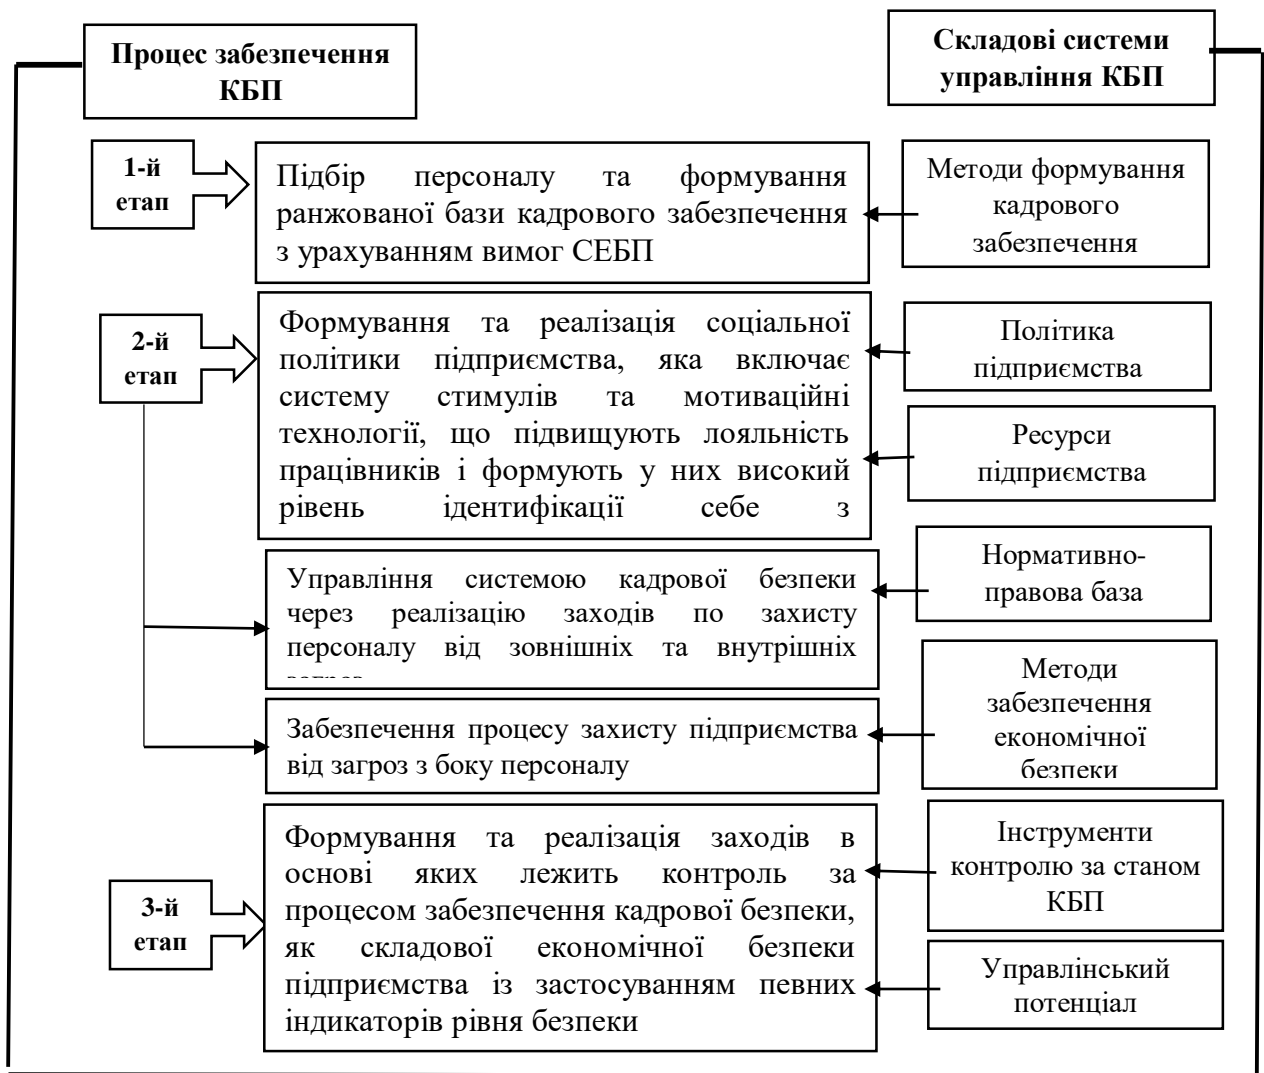 Процес забезпечення
КБП
Складові системи
управління КБП
1-й
етап
Підбір персоналу та формування
ранжованої бази кадрового забезпечення
з урахуванням вимог СЕБП
Методи формування
кадрового
забезпечення
2-й
етап
Формування та реалізація соціальної
політики підприємства, яка включає
систему стимулів та мотиваційні
технології, що підвищують лояльність
працівників і формують у них високий
рівень ідентифікації себе з
Політика
підприємства
Ресурси
підприємства
Управління системою кадрової безпеки
через реалізацію заходів по захисту
персоналу від зовнішніх та внутрішніх
Нормативно-
правова база
Забезпечення процесу захисту підприємства
від загроз з боку персоналу
Методи
забезпечення
економічної
безпеки
3-й
етап
Формування та реалізація заходів в
основі яких лежить контроль за
процесом забезпечення кадрової безпеки,
як складової економічної безпеки
підприємства із застосуванням певних
індикаторів рівня безпеки
Інструменти
контролю за станом
КБП
Управлінський
потенціал